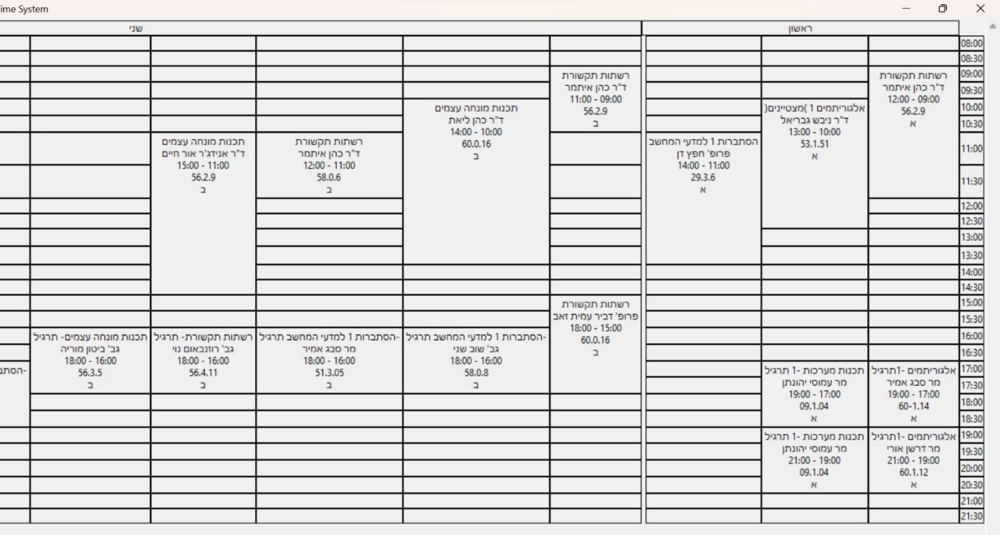 ime System
ראשון
שני
08:00
08:30
09:00
09:30
10:00
10:30
11:00
11:30
12:00
12:30
13:00
13:30
14:00
14:30
15:00
15:30
16:00
16:30
17:00
17:30
18:00
18:30
19:00
19:30
20:00
20:30
21:00
21:30
רשתות תקשורת
ד"ר כהן איתמר
12:00 - 09:00
56.2.9
א
אלגוריתמים 1 )מצטיינים(
ד"ר ניבש גבריאל
13:00 - 10:00
53.1.51
א
הסתברות 1 למדעי המחשב
פרופ' חפץ דן
14:00 - 11:00
29.3.6
א
אלגוריתמים -1תרגיל
מר סבג אמיר
19:00 - 17:00
60-1.14
א
תכנות מערכות -1 תרגיל
מר עמוסי יהונתן
19:00 - 17:00
09.1.04
א
אלגוריתמים -1תרגיל
מר דרשן אורי
21:00 - 19:00
60.1.12
א
תכנות מערכות -1 תרגיל
מר עמוסי יהונתן
21:00 - 19:00
09.1.04
א
רשתות תקשורת
ד"ר כהן איתמר
11:00 - 09:00
56.2.9
ב
תכנות מונחה עצמים
ד"ר כהן ליאת
14:00 - 10:00
60.0.16
ב
רשתות תקשורת
ד"ר כהן איתמר
12:00 - 11:00
58.0.6
ב
תכנות מונחה עצמים
ד"ר אנידג'ר אור חיים
15:00 - 11:00
56.2.9
ב
רשתות תקשורת
פרופ' דביר עמית זאב
18:00 - 15:00
60.0.16
ב
-הסתברות 1 למדעי המחשב תרגיל
גב' שוב שני
18:00 - 16:00
58.0.8
ב
-הסתברות 1 למדעי המחשב תרגיל
מר סבג אמיר
18:00 - 16:00
51.3.05
ב
רשתות תקשורת- תרגיל
גב' רוזנבאום נוי
18:00 - 16:00
56.4.11
ב
תכנות מונחה עצמים- תרגיל
גב' ביטון מוריה
18:00 - 16:00
56.3.5
ב
-הסתב